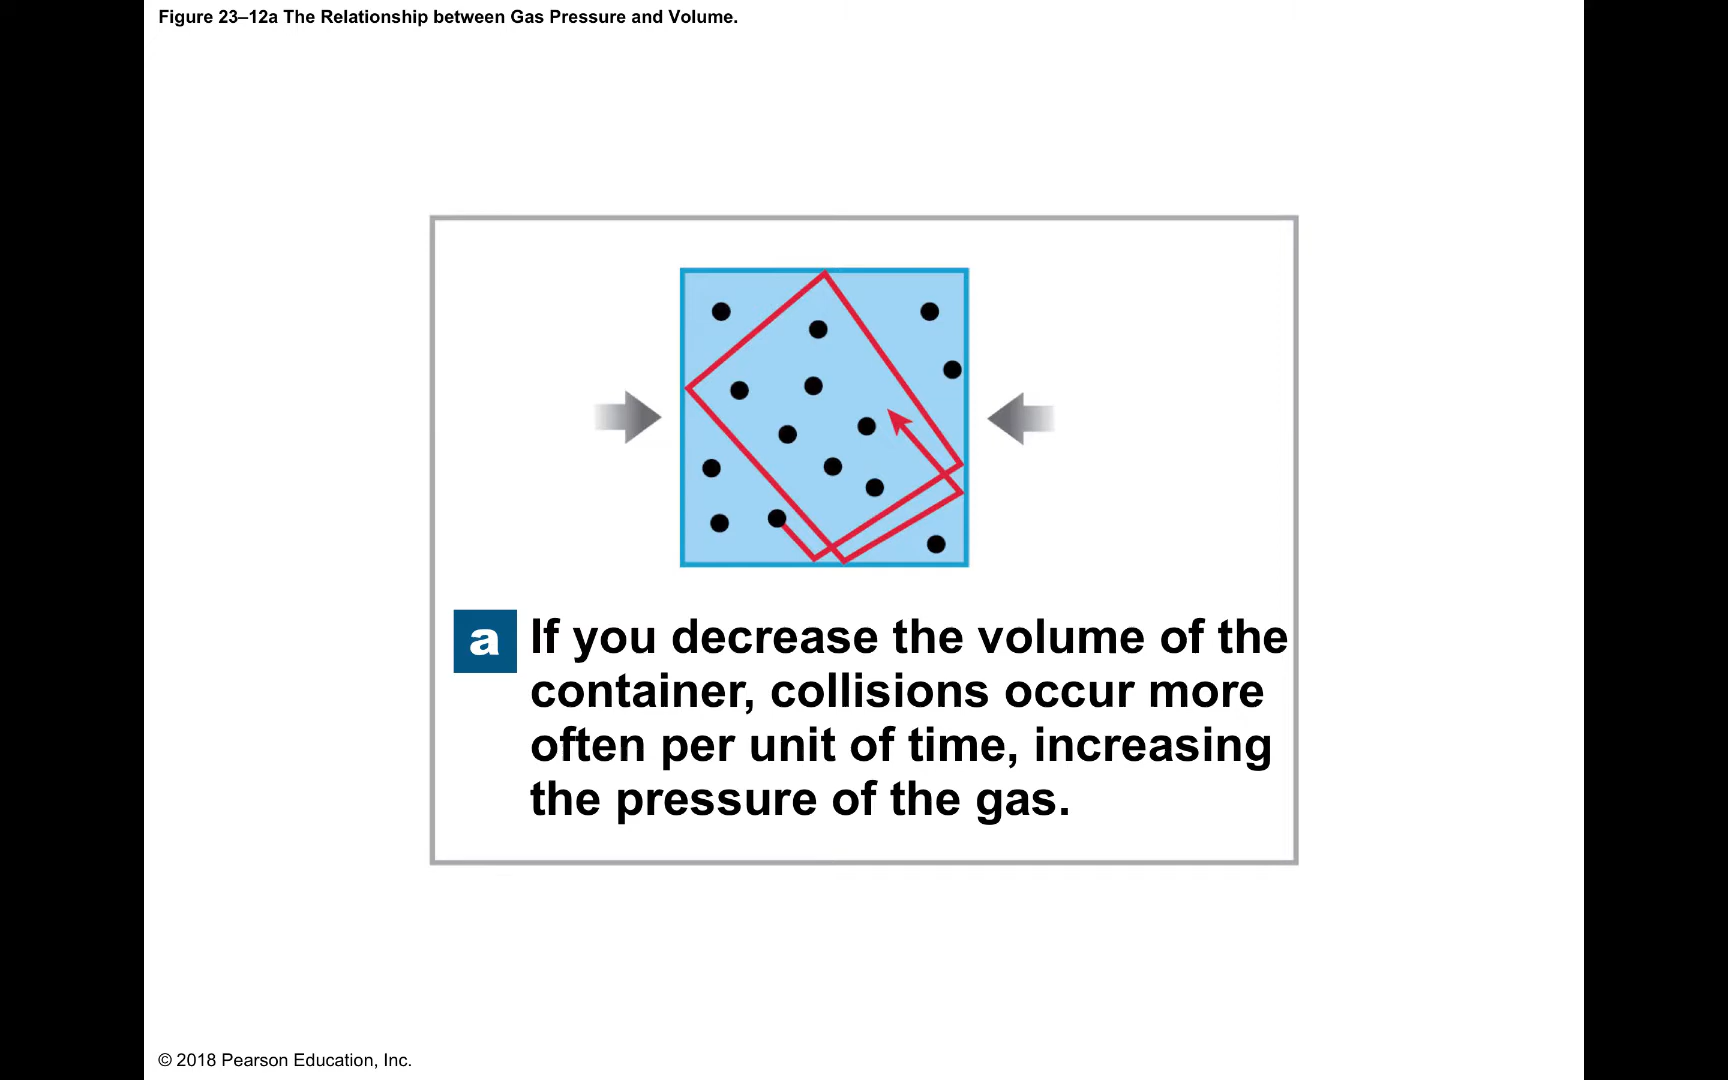 Figure 23–12a The Relationship between Gas Pressure and Volume.
a If you decrease the volume of the
container, collisions occur more
often per unit of time, increasing
the pressure of the gas.
© 2018 Pearson Education, Inc.